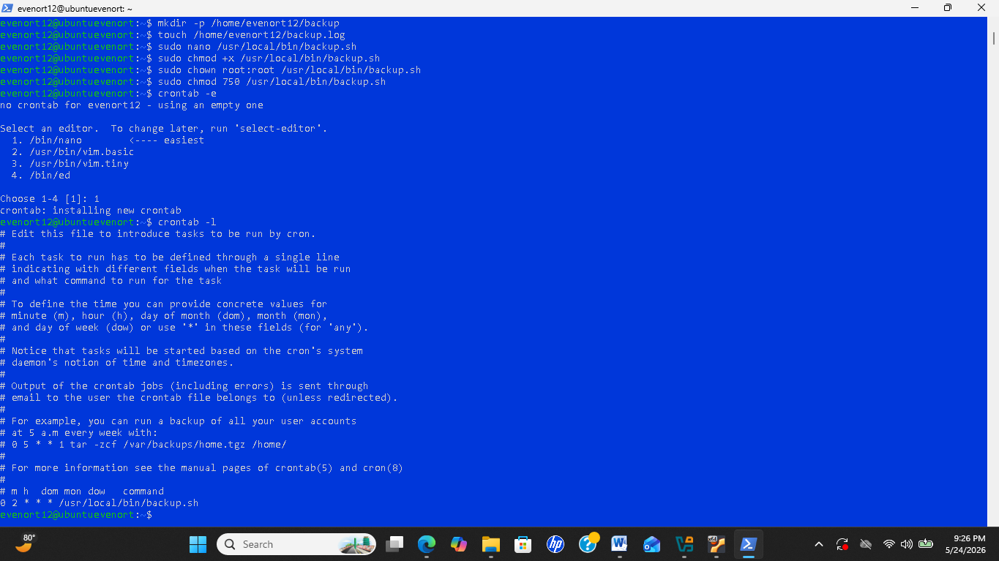 evenort12@ubuntuevenort: ~
evenort12@ubuntuevenort:~$ mkdir -p /home/evenort12/backup
evenort12@ubuntuevenort:~$ touch /home/evenort12/backup.log
evenort12@ubuntuevenort:~$ sudo nano /usr/local/bin/backup.sh
evenort12@ubuntuevenort:~$ sudo chmod +x /usr/local/bin/backup.sh
evenort12@ubuntuevenort:~$ sudo chown root:root /usr/local/bin/backup.sh
evenort12@ubuntuevenort:~$ sudo chmod 750 /usr/local/bin/backup.sh
evenort12@ubuntuevenort:~$ crontab -e
no crontab for evenort12 - using an empty one

Select an editor.  To change later, run 'select-editor'.
  1. /bin/nano        <---- easiest
  2. /usr/bin/vim.basic
  3. /usr/bin/vim.tiny
  4. /bin/ed

Choose 1-4 [1]: 1
crontab: installing new crontab
evenort12@ubuntuevenort:~$ crontab -l
# Edit this file to introduce tasks to be run by cron.
#
# Each task to run has to be defined through a single line
# indicating with different fields when the task will be run
# and what command to run for the task
#
# To define the time you can provide concrete values for
# minute (m), hour (h), day of month (dom), month (mon),
# and day of week (dow) or use '*' in these fields (for 'any').
#
# Notice that tasks will be started based on the cron's system
# daemon's notion of time and timezones.
#
# Output of the crontab jobs (including errors) is sent through
# email to the user the crontab file belongs to (unless redirected).
#
# For example, you can run a backup of all your user accounts
# at 5 a.m every week with:
# 0 5 * * 1 tar -zcf /var/backups/home.tgz /home/
#
# For more information see the manual pages of crontab(5) and cron(8)
#
# m h  dom mon dow   command
0 2 * * * /usr/local/bin/backup.sh
evenort12@ubuntuevenort:~$
80°
Search
hp
?
W
x64
9:26 PM
5/24/2026